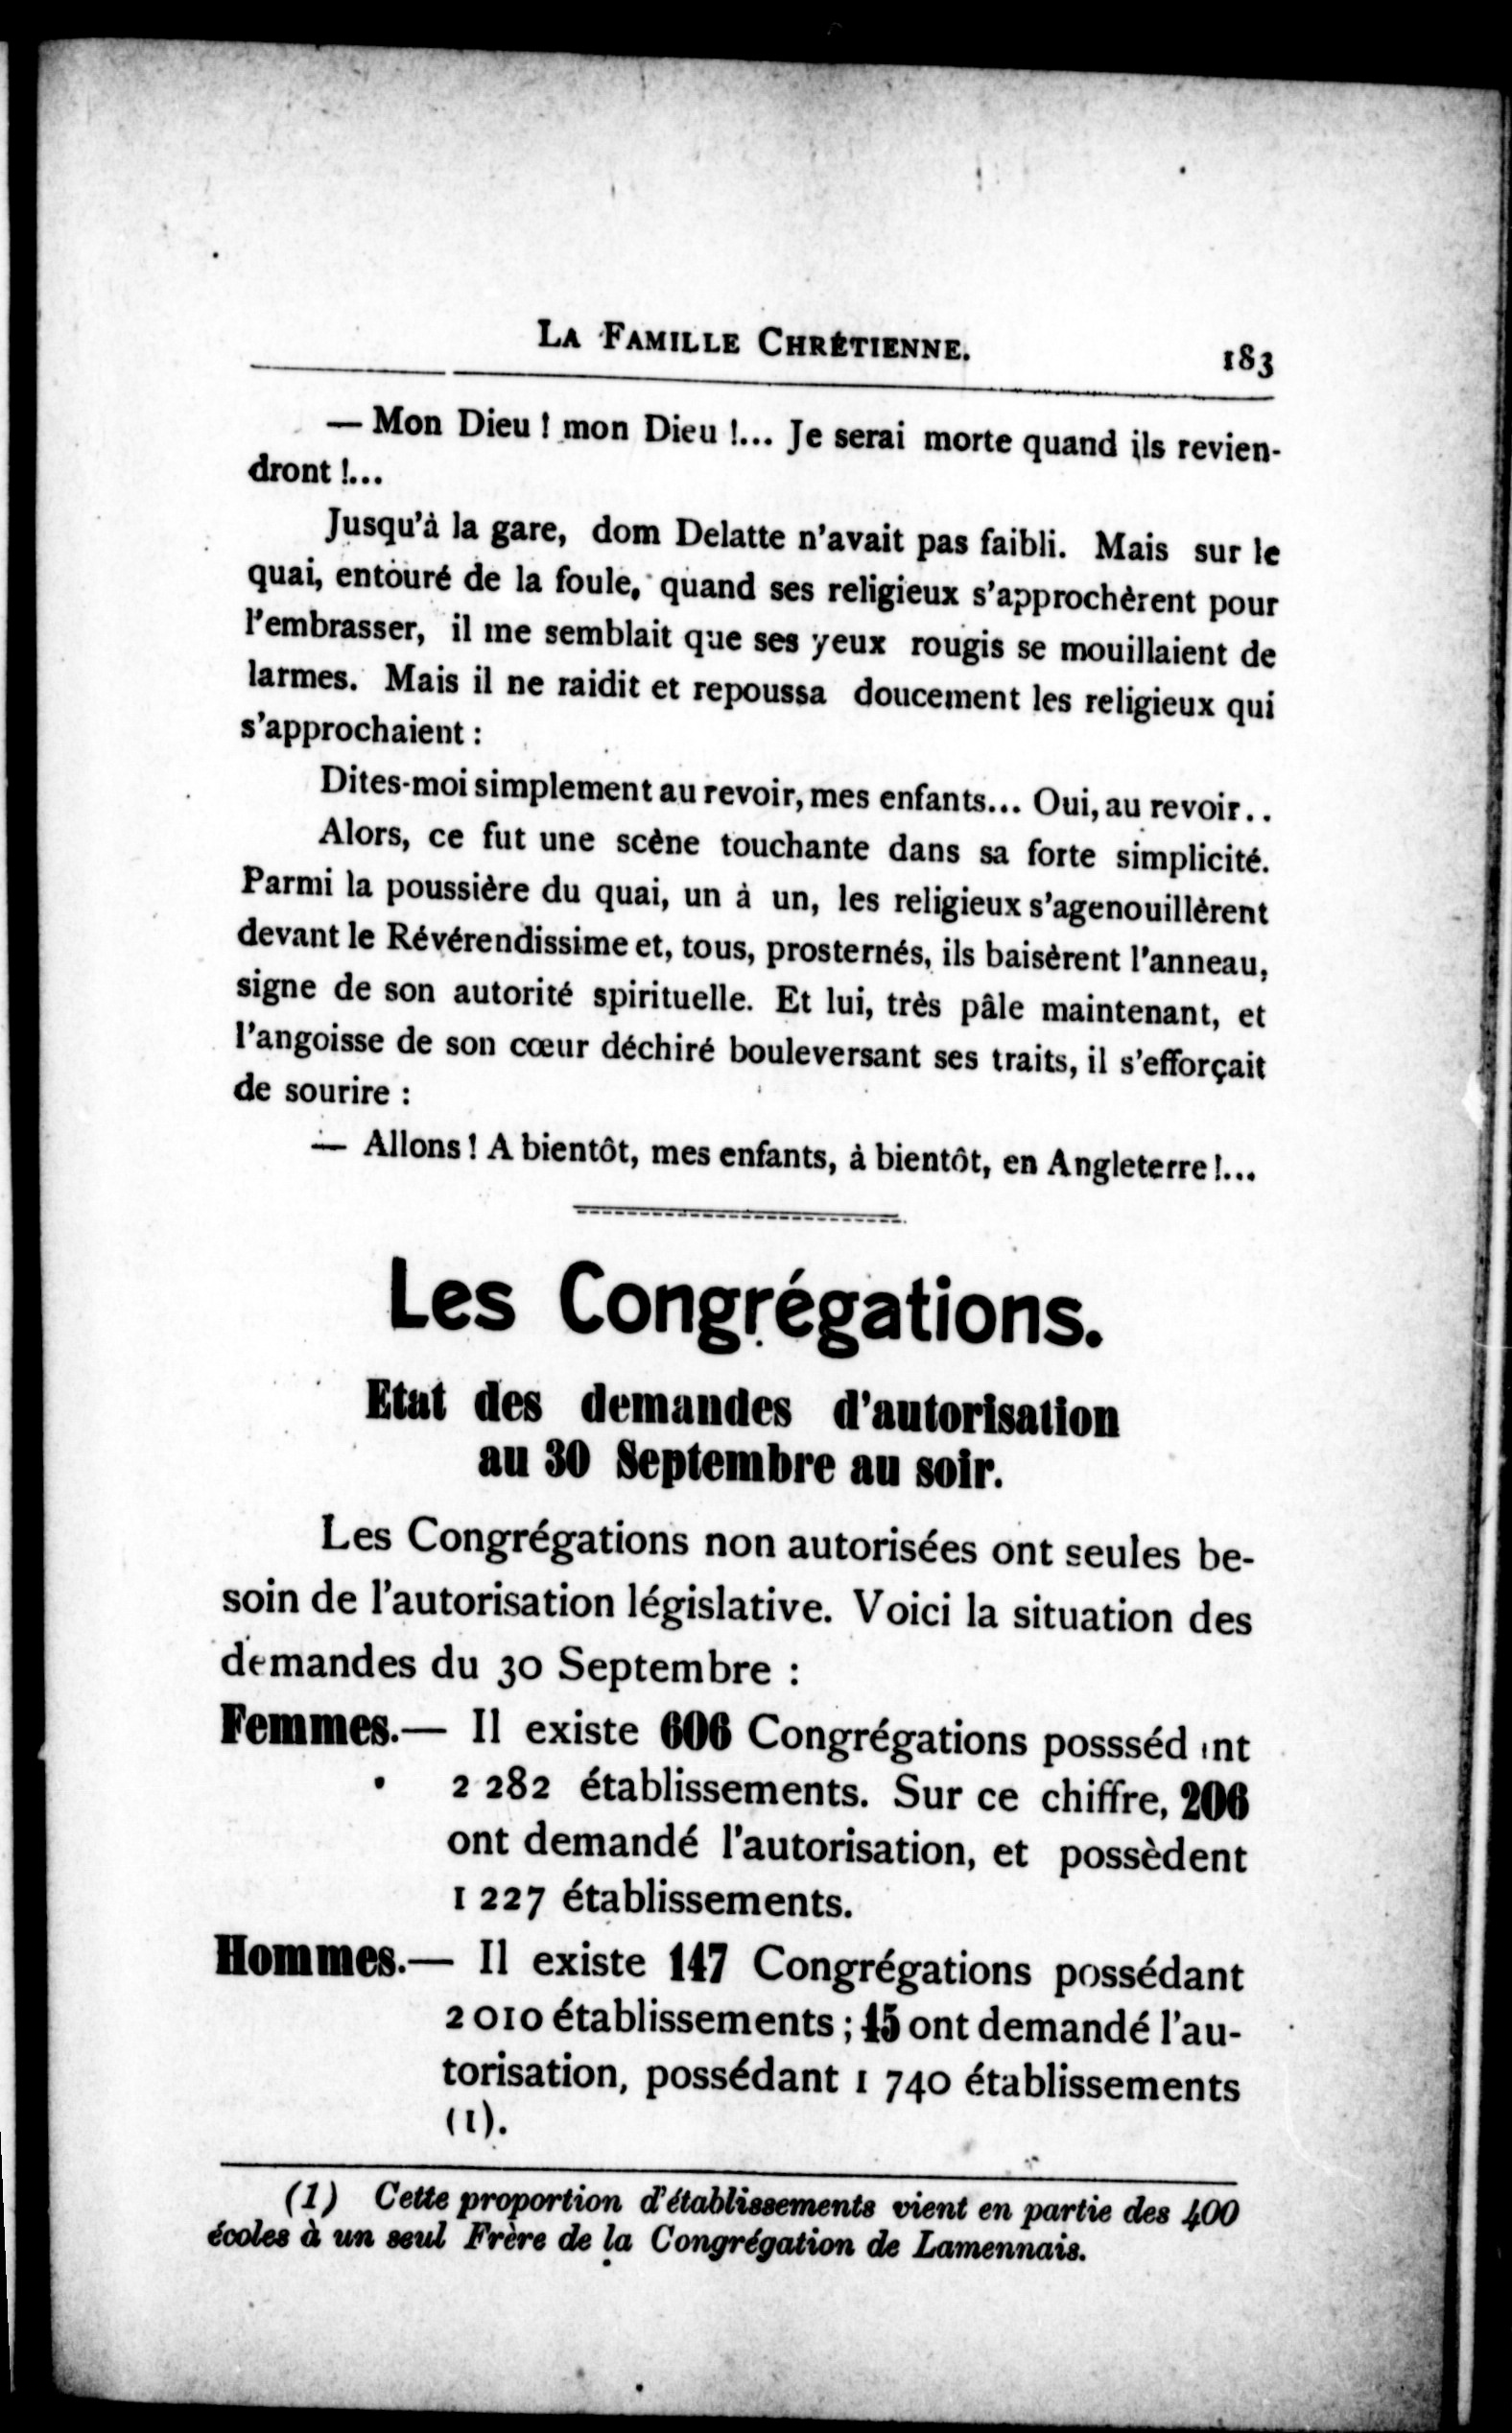 LA FAMILLE CHRÉTIENNE. 183
— Mon Dieu ! mon Dieu !... Je serai morte quand ils revien-
dront !...
Jusqu'à la gare, dom Delatte n'avait pas faibli. Mais sur le
quai, entouré de la foule, quand ses religieux s'approchèrent pour
l'embrasser, il me semblait que ses yeux rougis se mouillaient de
larmes. Mais il ne raidit et repoussa doucement les religieux qui
s'approchaient :
Dites-moi simplement au revoir, mes enfants... Oui, au revoir..
Alors, ce fut une scène touchante dans sa forte simplicité.
Parmi la poussière du quai, un à un, les religieux s'agenouillèrent
devant le Révérendissime et, tous, prosternés, ils baisèrent l'anneau,
signe de son autorité spirituelle. Et lui, très pâle maintenant, et
l'angoisse de son cœur déchiré bouleversant ses traits, il s'efforçait
de sourire :
— Allons ! A bientôt, mes enfants, à bientôt, en Angleterre !...
Les Congrégations.
Etat des demandes d'autorisation
au 30 Septembre au soir.
Les Congrégations non autorisées ont seules be-
soin de l'autorisation législative. Voici la situation des
demandes du 30 Septembre :
Femmes.— Il existe 606 Congrégations possséd nt
2 282 établissements. Sur ce chiffre, 206
ont demandé l'autorisation, et possèdent
1 227 établissements.
Hommes.— Il existe 147 Congrégations possédant
2 010 établissements ; 45 ont demandé l'au-
torisation, possédant 1 740 établissements
(1).
(1) Cette proportion d'établissements vient en partie des 400
écoles à un seul Frère de la Congrégation de Lamennais.